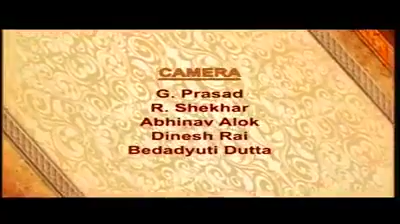 CAMERA
G. Prasad
R. Shekhar
Abhinav Alok
Dinesh Rai
Bedadyuti Dutta